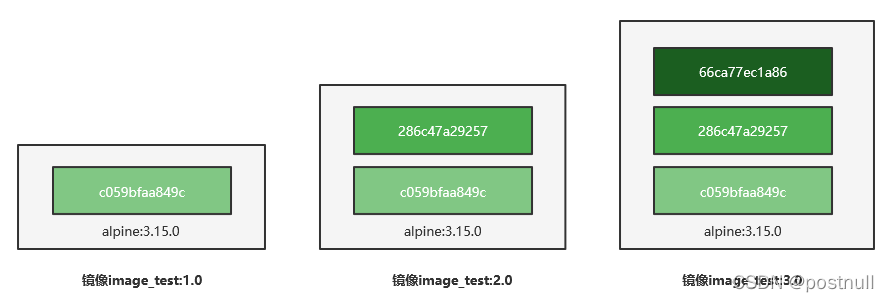 c059bfaa849c
alpine:3.15.0
镜像image_test:1.0
286c47a29257
c059bfaa849c
alpine:3.15.0
镜像image_test:2.0
66ca77ec1a86
286c47a29257
c059bfaa849c
alpine:3.15.0
镜像image_test:3.0
CSDN @postnull